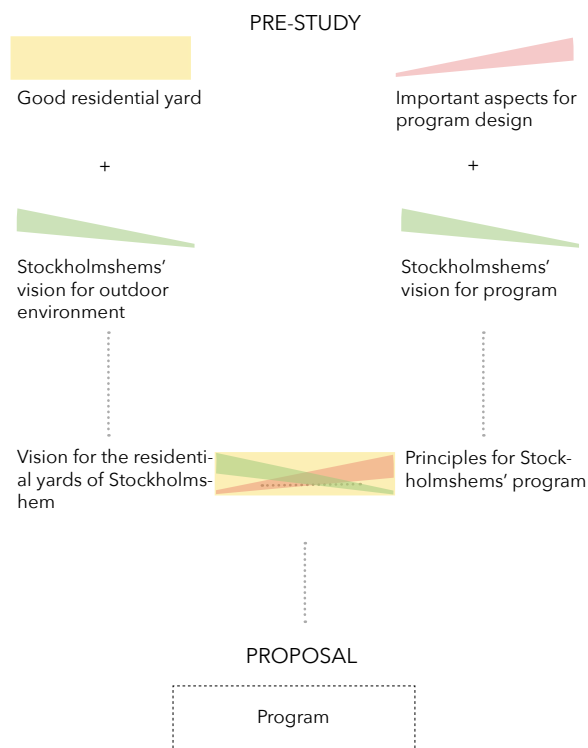 PRE-STUDY
Good residential yard
+
Stockholmshems’
vision for outdoor
environment
Important aspects for
program design
+
Stockholmshems’
vision for program
Vision for the residenti-
al yards of Stockholms-
hem
Principles for Stock-
holmshems’ program
PROPOSAL
Program